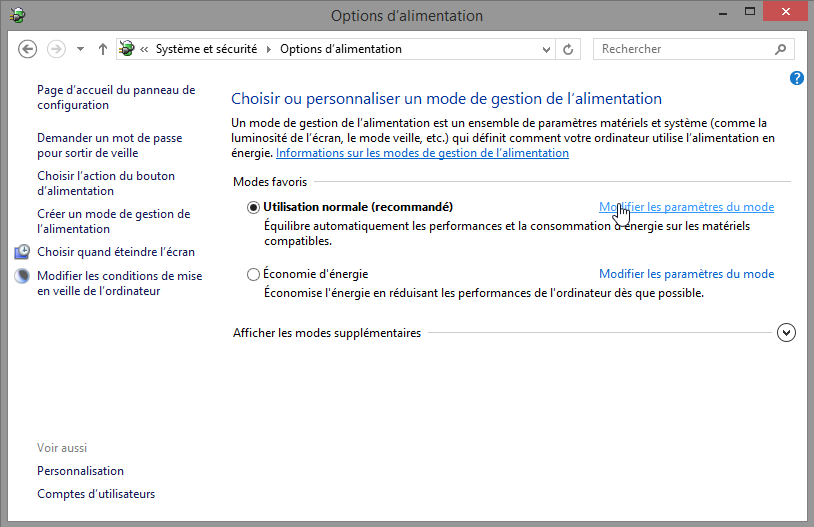 Options d'alimentation
Système et sécurité
Options d'alimentation
Rechercher
Page d'accueil du panneau de
configuration
Demander un mot de passe
pour sortir de veille
Choisir l'action du bouton
d'alimentation
Créer un mode de gestion de
l'alimentation
Choisir quand éteindre l'écran
Modifier les conditions de mise
en veille de l'ordinateur
Voir aussi
Personnalisation
Comptes d'utilisateurs
Choisir ou personnaliser un mode de gestion de l'alimentation
Un mode de gestion de l'alimentation est un ensemble de paramètres matériels et système (comme la
luminosité de l'écran, le mode veille, etc.) qui définit comment votre ordinateur utilise l'alimentation en
énergie. Informations sur les modes de gestion de l'alimentation
Modes favoris
Utilisation normale (recommandé) Modifier les paramètres du mode
Équilibre automatiquement les performances et la consommation d'énergie sur les matériels
compatibles.
Économie d'énergie Modifier les paramètres du mode
Économise l'énergie en réduisant les performances de l'ordinateur dès que possible.
Afficher les modes supplémentaires